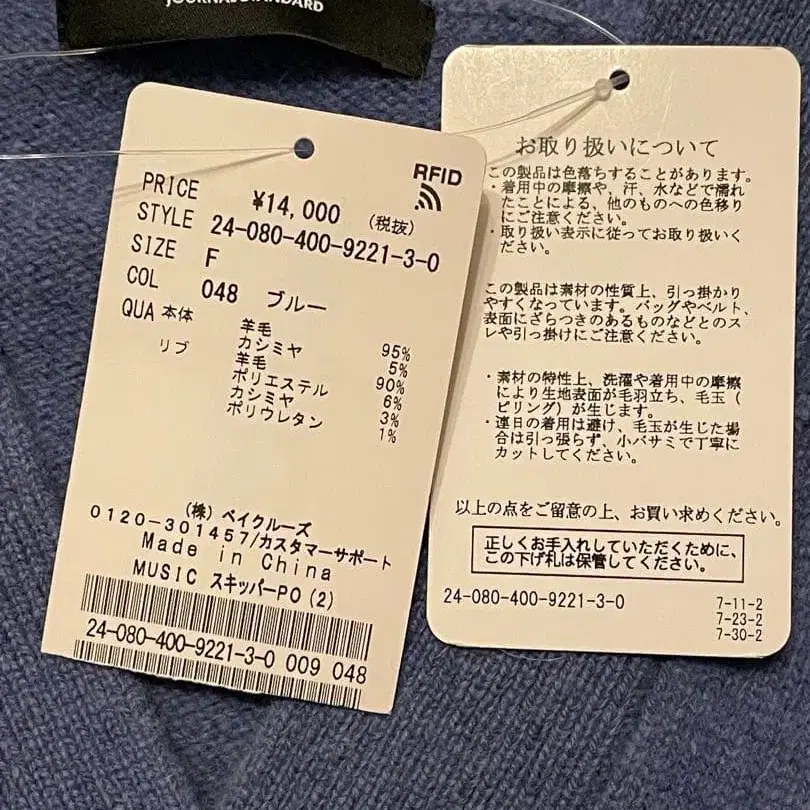 JOURNAL STANDARD
RFID
PRICE ¥14,000 (税抜)
STYLE 24-080-400-9221-3-0
SIZE F
COL 048 ブルー
QUA 本体 羊毛 95%
カシミヤ 5%
リブ 羊毛 90%
ポリエステル 6%
カシミヤ 3%
ポリウレタン 1%
(株) ベイクルーズ
0120-301457/カスタマーサポート
Made in China
MUSIC スキッパーPO (2)
24-080-400-9221-3-0 009 048
お取り扱いについて
この製品は色落ちすることがあります。
・着用中の摩擦や、汗、水などで濡れ
たことによる、他のものへの色移り
にご注意ください。
・取り扱い表示に従ってお取り扱いく
ださい。
この製品は素材の性質上、引っ掛かり
やすくなっています。バッグやベルト、
表面にざらつきのあるものなどとのス
レや引っ掛けにご注意ください。
・素材の特性上、洗濯や着用中の摩擦
により生地表面が毛羽立ち、毛玉(
ピリング)が生じます。
・連日の着用は避け、毛玉が生じた場
合は引っ張らず、小バサミで丁寧に
カットしてください。
以上の点をご留意の上、お買い求めください。
正しくお手入れしていただくために、
この下げ札は保管してください。
24-080-400-9221-3-0
7-11-2
7-23-2
7-30-2